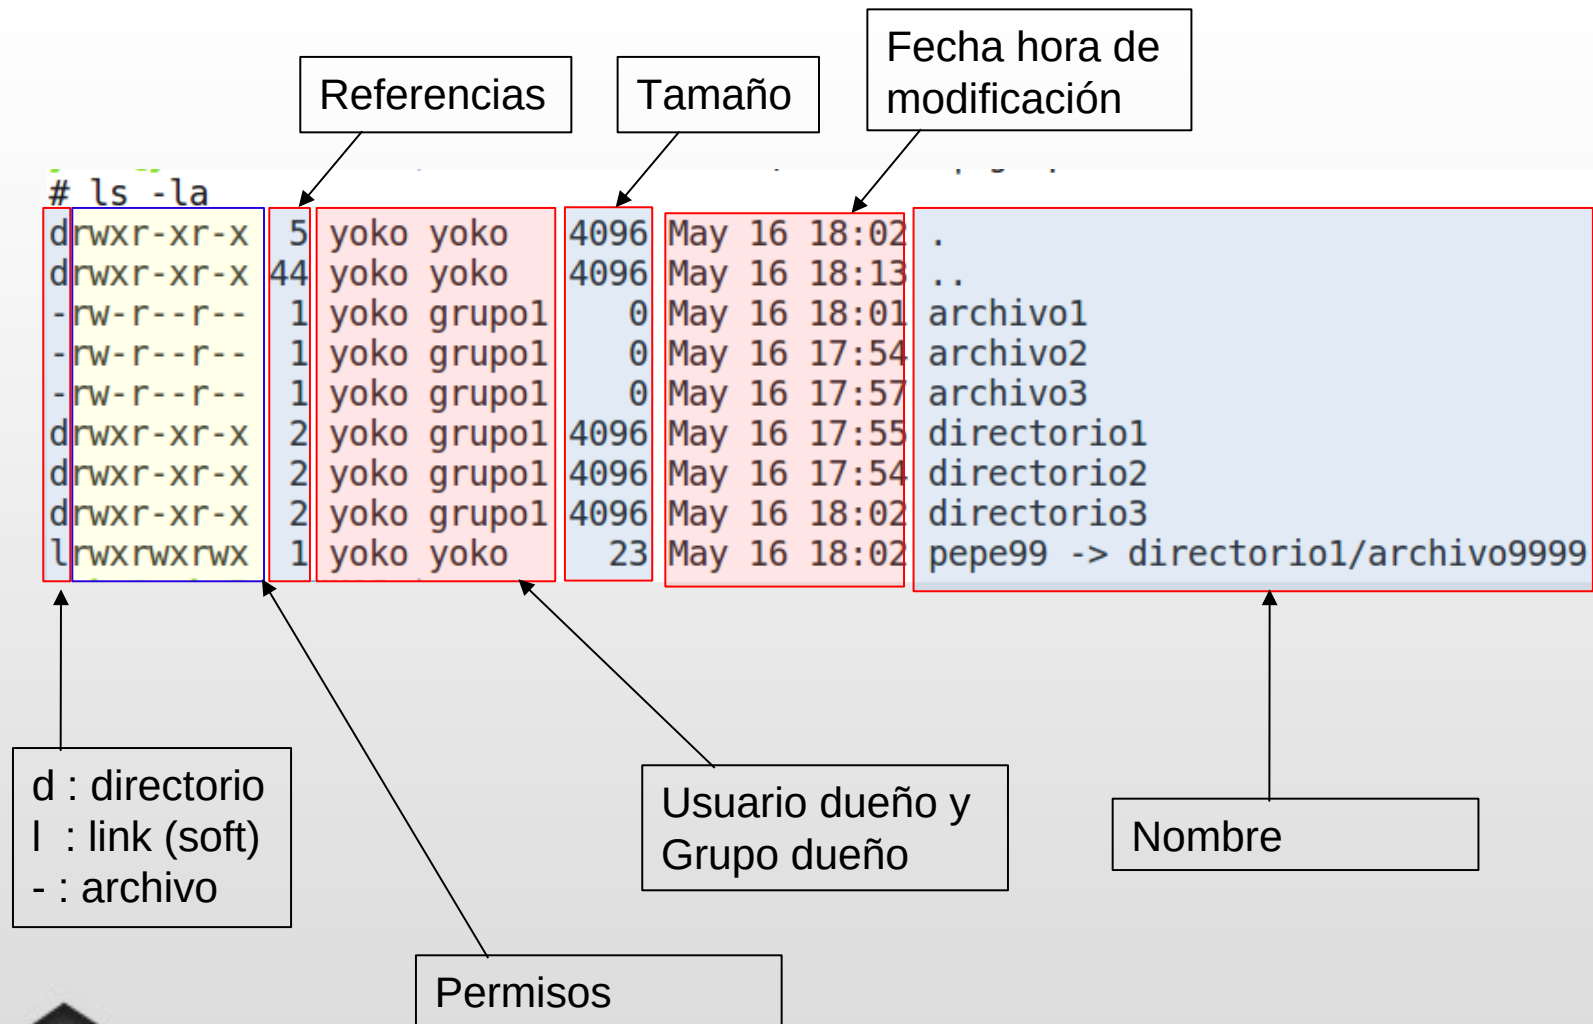 Fecha hora de
modificación
Referencias
Tamaño
# ls -la
drwxr-xr-x  5 yoko yoko   4096 May 16 18:02 .
drwxr-xr-x 44 yoko yoko   4096 May 16 18:13 ..
-rw-r--r--  1 yoko grupo1    0 May 16 18:01 archivo1
-rw-r--r--  1 yoko grupo1    0 May 16 17:54 archivo2
-rw-r--r--  1 yoko grupo1    0 May 16 17:57 archivo3
drwxr-xr-x  2 yoko grupo1 4096 May 16 17:55 directorio1
drwxr-xr-x  2 yoko grupo1 4096 May 16 17:54 directorio2
drwxr-xr-x  2 yoko grupo1 4096 May 16 18:02 directorio3
lrwxrwxrwx  1 yoko yoko     23 May 16 18:02 pepe99 -> directorio1/archivo9999
d : directorio
l : link (soft)
- : archivo
Usuario dueño y
Grupo dueño
Nombre
Permisos